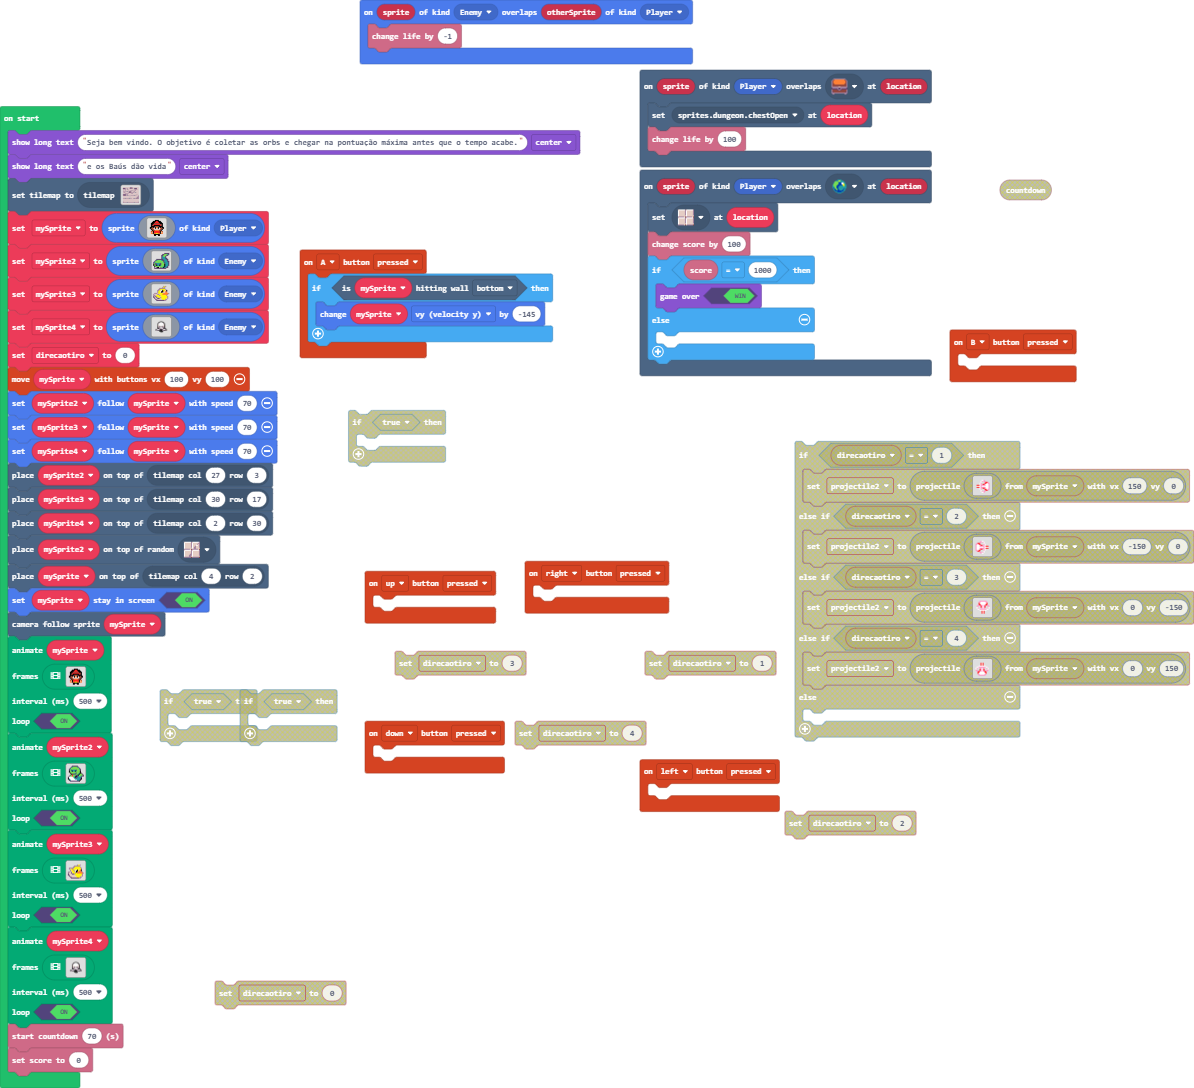 on sprite of kind Enemy overlaps otherSprite of kind Player
change life by -1
on sprite of kind Player overlaps at location
set sprites.dungeon.chestOpen at location
change life by 100
on sprite of kind Player overlaps at location
set at location
change score by 100
if score = 1000 then
game over WIN
else
countdown
on start
show long text "Seja bem vindo. O objetivo é coletar as orbs e chegar na pontuação máxima antes que o tempo acabe." center
show long text "e os Baús dão vida" center
set tilemap to tilemap
set mySprite to sprite of kind Player
set mySprite2 to sprite of kind Enemy
set mySprite3 to sprite of kind Enemy
set mySprite4 to sprite of kind Enemy
set direcaotiro to 0
move mySprite with buttons vx 100 vy 100
set mySprite2 follow mySprite with speed 70
set mySprite3 follow mySprite with speed 70
set mySprite4 follow mySprite with speed 70
place mySprite2 on top of tilemap col 27 row 3
place mySprite3 on top of tilemap col 30 row 17
place mySprite4 on top of tilemap col 2 row 30
place mySprite2 on top of random
place mySprite on top of tilemap col 4 row 2
set mySprite stay in screen ON
camera follow sprite mySprite
animate mySprite
frames
interval (ms) 500
loop ON
animate mySprite2
frames
interval (ms) 500
loop ON
animate mySprite3
frames
interval (ms) 500
loop ON
animate mySprite4
frames
interval (ms) 500
loop ON
start countdown 70 (s)
set score to 0
on A button pressed
if is mySprite hitting wall bottom then
change mySprite vy (velocity y) by -145
on B button pressed
if true then
if direcaotiro = 1 then
set projectile2 to projectile from mySprite with vx 150 vy 0
else if direcaotiro = 2 then
set projectile2 to projectile from mySprite with vx -150 vy 0
else if direcaotiro = 3 then
set projectile2 to projectile from mySprite with vx 0 vy -150
else if direcaotiro = 4 then
set projectile2 to projectile from mySprite with vx 0 vy 150
else
on up button pressed
on right button pressed
set direcaotiro to 3
set direcaotiro to 1
if true t
if true then
on down button pressed
set direcaotiro to 4
on left button pressed
set direcaotiro to 2
set direcaotiro to 0